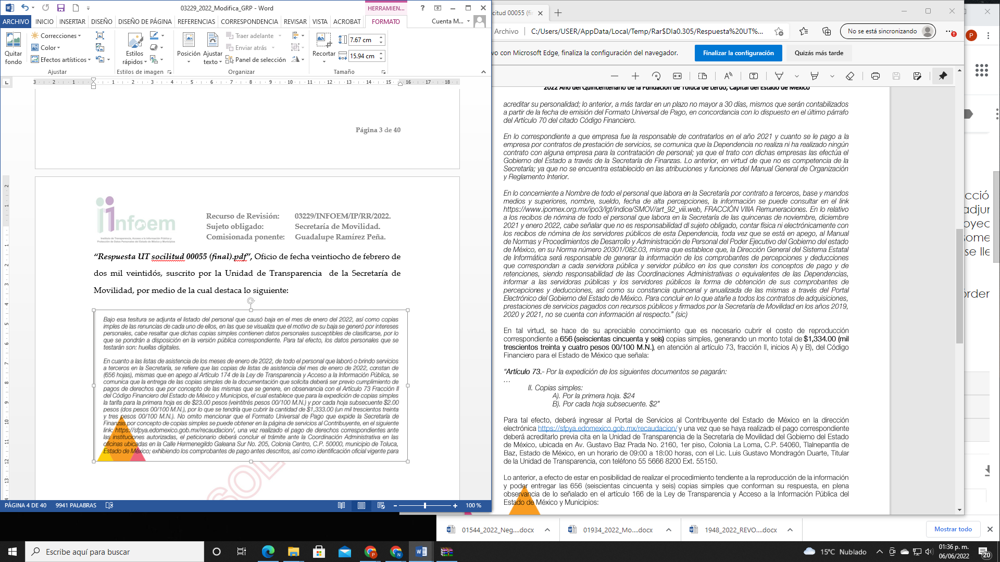 03229_2022_Modifica_GRP - Word
HERRAMIEN...
ARCHIVO INICIO INSERTAR DISEÑO DISEÑO DE PÁGINA REFERENCIAS CORRESPONDENCIA REVISAR VISTA ACROBAT FORMATO Cuenta M...
Quitar fondo
Correcciones
Color
Efectos artísticos
Ajustar
Estilos rápidos
Estilos de imagen
Posición
Ajustar texto
Traer adelante
Enviar atrás
Panel de selección
Organizar
Recortar
7.67 cm
15.94 cm
Tamaño
3 2 1 1 2 3 4 5 6 7 8 9 10 11 12 13 14 15 16 17 18
Página 3 de 40
infoem
Instituto de Transparencia, Acceso a la Información Pública y
Protección de Datos Personales del Estado de México y Municipios
Recurso de Revisión: 03229/INFOEM/IP/RR/2022.
Sujeto obligado: Secretaría de Movilidad.
Comisionada ponente: Guadalupe Ramírez Peña.
“Respuesta UT socilitud 00055 (final).pdf”, Oficio de fecha veintiocho de febrero de
dos mil veintidós, suscrito por la Unidad de Transparencia de la Secretaría de
Movilidad, por medio de la cual destaca lo siguiente:
Bajo esa tesitura se adjunta el listado del personal que causó baja en el mes de enero del 2022, así como copias
imples de las renuncias de cada uno de ellos, en las que se visualiza que el motivo de su baja se generó por intereses
personales, cabe resaltar que dichas copias simples contienen datos personales susceptibles de clasificarse, por lo
que se pondrán a disposición en la versión pública correspondiente. Para tal efecto, los datos personales que se
testarán son: huellas digitales.
En cuanto a las listas de asistencia de los meses de enero de 2022, de todo el personal que laboró o brindo servicios
a terceros en la Secretaría, se refiere que las copias de listas de asistencia del mes de enero de 2022, constan de
(656 hojas), mismas que en apego al Artículo 174 de la Ley de Transparencia y Acceso a la Información Pública, se
comunica que la entrega de las copias simples de la documentación que solicita deberá ser previo cumplimiento de
pagos de derechos que por concepto de las mismas que se genere, en observancia con el Artículo 73 Fracción II
del Código Financiero del Estado de México y Municipios, el cual establece que para la expedición de copias simples
la tarifa para la primera hoja es de $23.00 pesos (veintitrés pesos 00/100 M.N.) y por cada hoja subsecuente $2.00
pesos (dos pesos 00/100 M.N.), por lo que se tendría que cubrir la cantidad de $1,333.00 (un mil trescientos treinta
y tres pesos 00/100 M.N.). No omito mencionar que el Formato Universal de Pago que expide la Secretaría de
Finanzas por concepto de copias simples se puede obtener en la página de servicios al Contribuyente, en el siguiente
link: https://sfpya.edomexico.gob.mx/recaudacion/, una vez realizado el pago de derechos correspondientes ante
las instituciones autorizadas, el peticionario deberá concluir el trámite ante la Coordinación Administrativa en las
oficinas ubicadas en la Calle Hermenegildo Galeana Sur No. 205, Colonia Centro, C.P. 50000, municipio de Toluca,
Estado de México; exhibiendo los comprobantes de pago antes descritos, así como identificación oficial vigente para
SOL
PÁGINA 4 DE 40 9941 PALABRAS 100 %
citud 00055 (fi
Archivo C:/Users/USER/AppData/Local/Temp/Rar$DIa0.305/Respuesta%20UT%... No se está sincronizando
vo con Microsoft Edge, finaliza la configuración del navegador. Finalizar la configuración Quizás más tarde
2022 Año del Quincentenario de la Fundación de Toluca de Lerdo, Capital del Estado de México
acreditar su personalidad; lo anterior, a más tardar en un plazo no mayor a 30 días, mismos que serán contabilizados
a partir de la fecha de emisión del Formato Universal de Pago, en concordancia con lo dispuesto en el último párrafo
del Artículo 70 del citado Código Financiero.
En lo correspondiente a que empresa fue la responsable de contratarlos en el año 2021 y cuanto se le pago a la
empresa por contratos de prestación de servicios, se comunica que la Dependencia no realiza ni ha realizado ningún
contrato con alguna empresa para la contratación de personal; ya que el trato con dichas empresas las efectúa el
Gobierno del Estado a través de la Secretaría de Finanzas. Lo anterior, en virtud de que no es competencia de la
Secretaría; ya que no se encuentra establecido en las atribuciones y funciones del Manual General de Organización
y Reglamento Interior.
En lo concerniente a Nombre de todo el personal que labora en la Secretaría por contrato a terceros, base y mandos
medios y superiores, nombre, sueldo, fecha de alta percepciones, la información se puede consultar en el link
https://www.ipomex.org.mx/ipo3/lgt/indice/SMOV/art_92_viii.web, FRACCIÓN VIIIA Remuneraciones. En lo relativo
a los recibos de nómina de todo el personal que labora en la Secretaría de las quincenas de noviembre, diciembre
2021 y enero 2022, cabe señalar que no es responsabilidad dl sujeto obligado, contar física ni electrónicamente con
los recibos de nómina de los servidores públicos de esta Dependencia, toda vez que se está en apego, al Manual
de Normas y Procedimientos de Desarrollo y Administración de Personal del Poder Ejecutivo del Gobierno del estado
de México, en su Norma número 20301/082.03, misma que establece que, la Dirección General del Sistema Estatal
de Informática será responsable de generar la información de los comprobantes de percepciones y deducciones
que correspondan a cada servidora pública y servidor público en los que consten los conceptos de pago y de
retenciones, siendo responsabilidad de las Coordinaciones Administrativas o equivalentes de las Dependencias,
informar a las servidoras públicas y los servidores públicos la forma de obtención de sus comprobantes de
percepciones y deducciones, así como su constancia quincenal y anualizada de las mismas a través del Portal
Electrónico del Gobierno del Estado de México. Para concluir en lo que atañe a todos los contratos de adquisiciones,
prestaciones de servicios pagados con recursos públicos y firmados por la Secretaría de Movilidad en los años 2019,
2020 y 2021, no se cuenta con información al respecto.” (sic)
En tal virtud, se hace de su apreciable conocimiento que es necesario cubrir el costo de reproducción
correspondiente a 656 (seiscientas cincuenta y seis) copias simples, generando un monto total de $1,334.00 (mil
trescientos treinta y cuatro pesos 00/100 M.N.), en atención al artículo 73, fracción II, inicios A) y B), del Código
Financiero para el Estado de México que señala:
“Artículo 73.- Por la expedición de los siguientes documentos se pagarán:
…
II. Copias simples:
A). Por la primera hoja. $24
B). Por cada hoja subsecuente. $2”
Para tal efecto, deberá ingresar al Portal de Servicios al Contribuyente del Estado de México en la dirección
electrónica https://sfpya.edomexico.gob.mx/recaudacion/ y una vez que se haya realizado el pago correspondiente
deberá acreditarlo previa cita en la Unidad de Transparencia de la Secretaría de Movilidad del Gobierno del Estado
de México, ubicada en Av. Gustavo Baz Prada No. 2160, 1er piso, Colonia La Loma, C.P. 54060, Tlalnepantla de
Baz, Estado de México, en un horario de 09:00 a 18:00 horas, con el Lic. Luis Gustavo Mondragón Duarte, Titular
de la Unidad de Transparencia, con teléfono 55 5666 8200 Ext. 55150.
Lo anterior, a efecto de estar en posibilidad de realizar el procedimiento tendiente a la reproducción de la información
y poder entregar las 656 (seiscientas cincuenta y seis) copias simples que conforman su respuesta, en plena
observancia de lo señalado en el artículo 166 de la Ley de Transparencia y Acceso a la Información Pública del
Estado de México y Municipios:
P
cció
adjur
oyec
some
se lle
órder
01544_2022_Neg....docx 01934_2022_Mo....docx 1948_2022_REVO....docx Mostrar todo
Escribe aquí para buscar
15°C Nublado
01:36 p. m.
06/06/2022
20